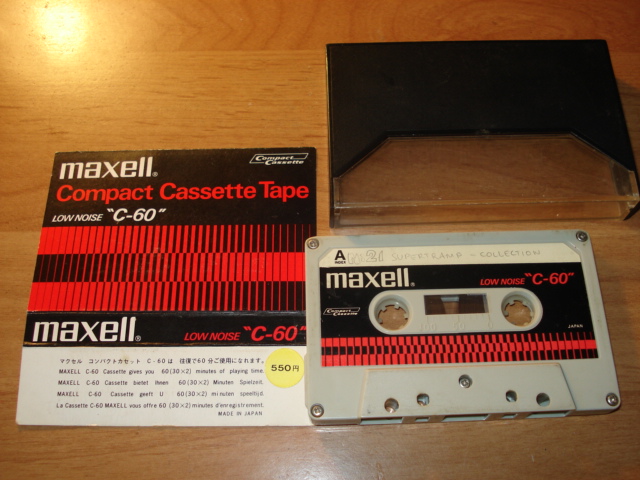 maxell®
Compact Cassette
Compact Cassette Tape
LOW NOISE "C-60"
maxell®
LOW NOISE "C-60"
マクセル コンパクトカセット C-60は 往復で60分ご使用になれます。
MAXELL C-60 Cassette gives you 60 (30×2) minutes of playing time.
MAXELL C-60 Cassette bietet Ihnen 60 (30×2) Minuten Spielzeit.
MAXELL C-60 Cassette geeft U 60 (30×2) minuten speeltijd.
Le Cassette C-60 MAXELL vous offre 60 (30×2) minutes d'enregistrement.
MADE IN JAPAN
550円
A
INDEX
21 SUPERTRAMP - COLLECTION
maxell®
LOW NOISE "C-60"
Compact Cassette
JAPAN